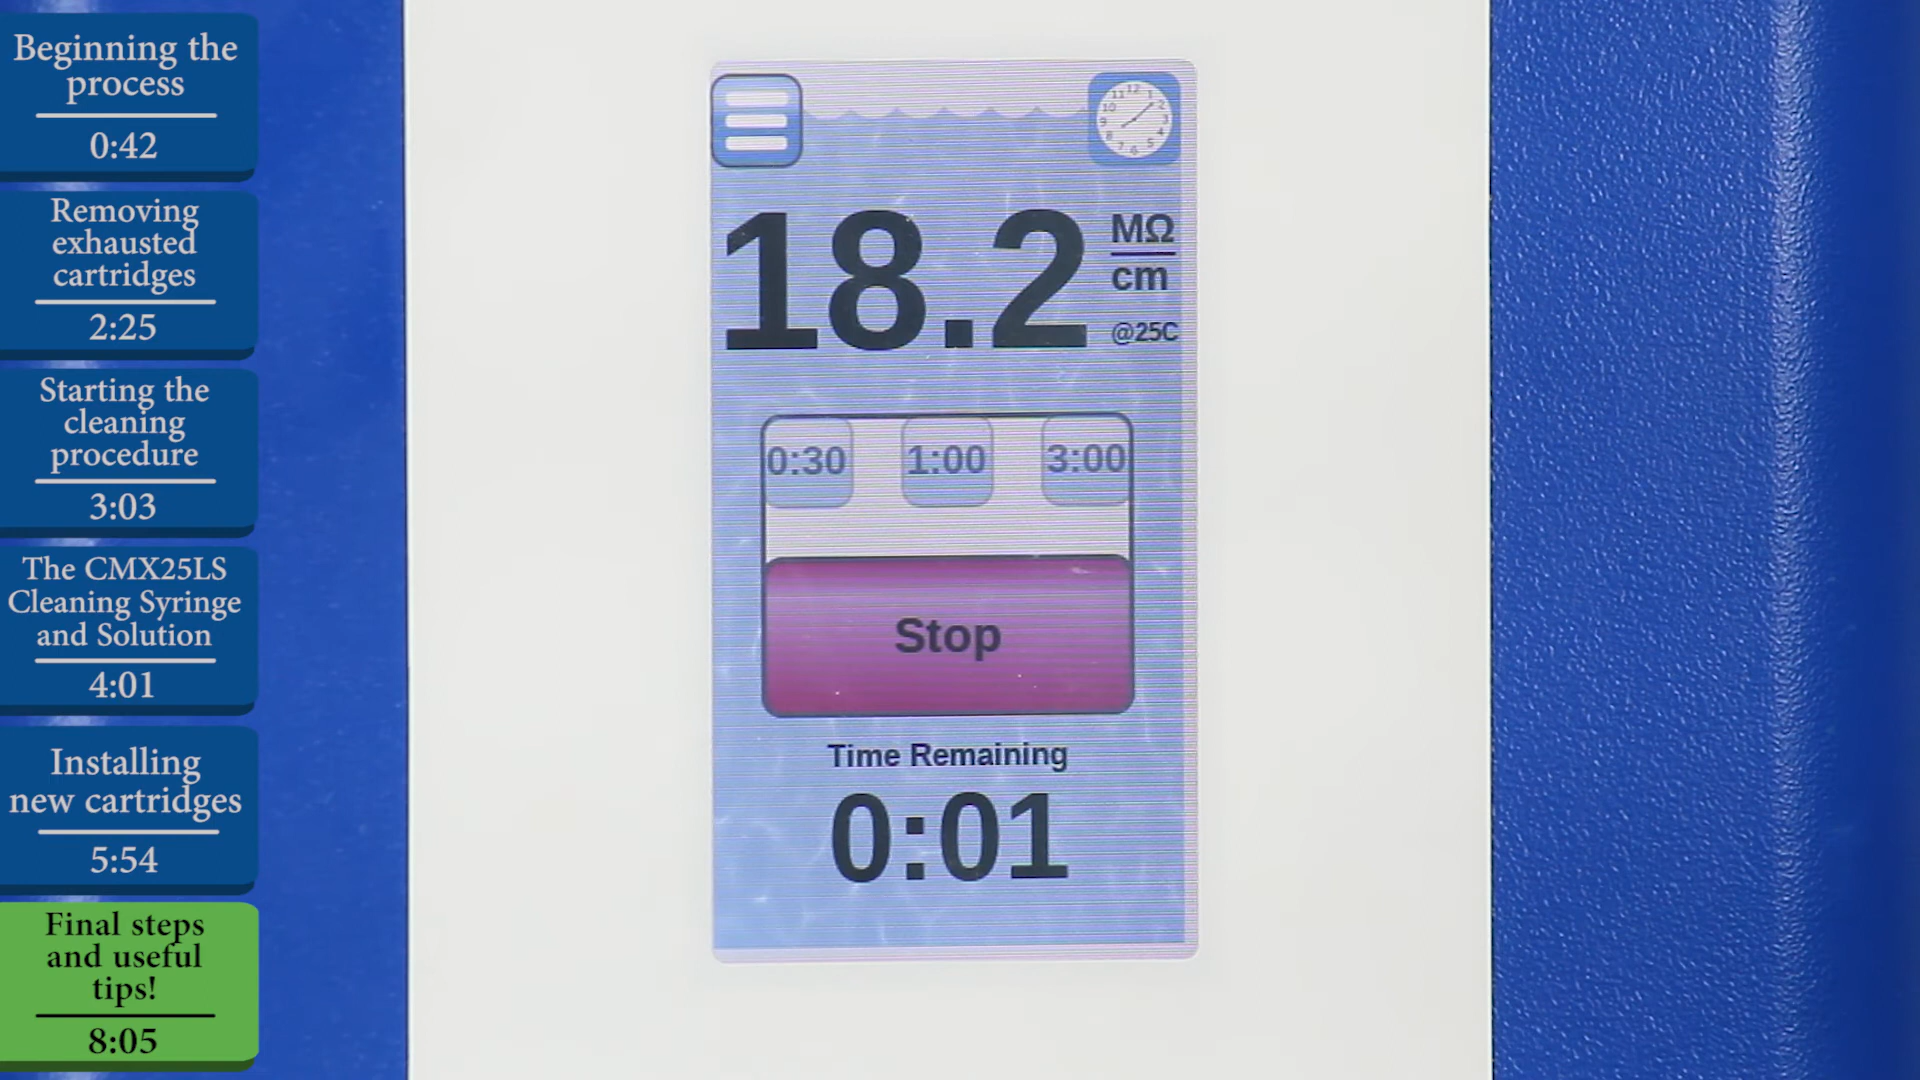 Beginning the
process
0:42
Removing
exhausted
cartridges
2:25
Starting the
cleaning
procedure
3:03
The CMX25LS
Cleaning Syringe
and Solution
4:01
Installing
new cartridges
5:54
Final steps
and useful
tips!
8:05
18.2
MΩ
cm
@25C
0:30 1:00 3:00
Stop
Time Remaining
0:01